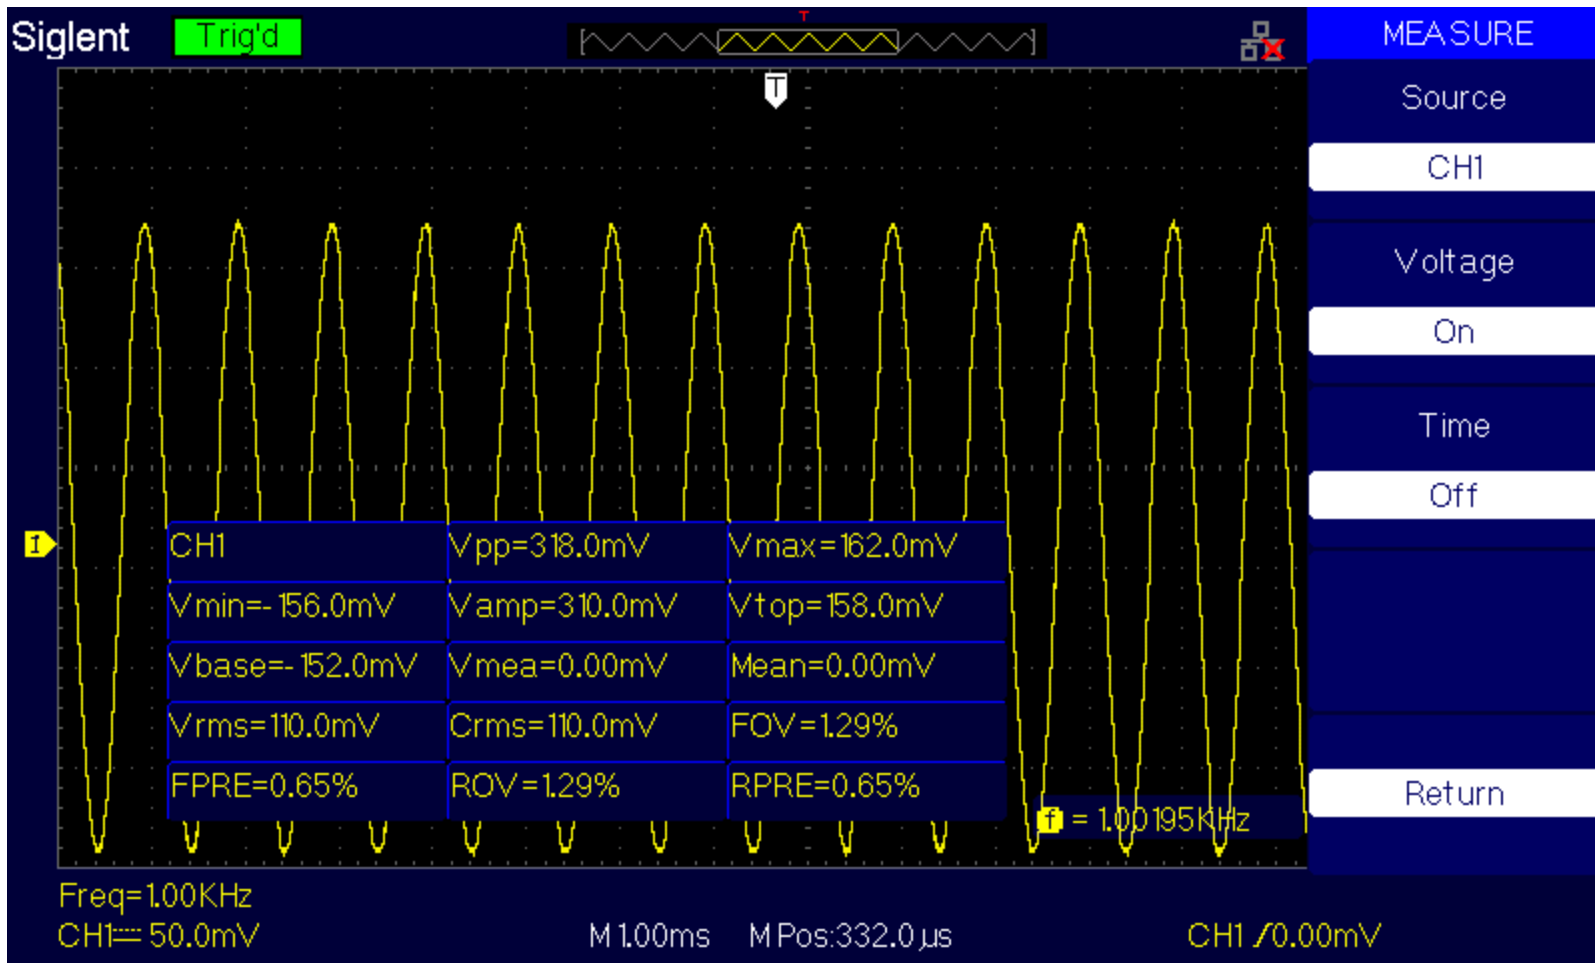 Siglent Trig'd T MEASURE
T
Source
CH1
Voltage
On
Time
Off
1
CH1 Vpp=318.0mV Vmax=162.0mV
Vmin=-156.0mV Vamp=310.0mV Vtop=158.0mV
Vbase=-152.0mV Vmea=0.00mV Mean=0.00mV
Vrms=110.0mV Crms=110.0mV FOV=1.29%
FPRE=0.65% ROV=1.29% RPRE=0.65%
Return
f = 1.00195KHz
Freq=1.00KHz
CH1 50.0mV M 1.00ms M Pos:332.0µs CH1 /0.00mV